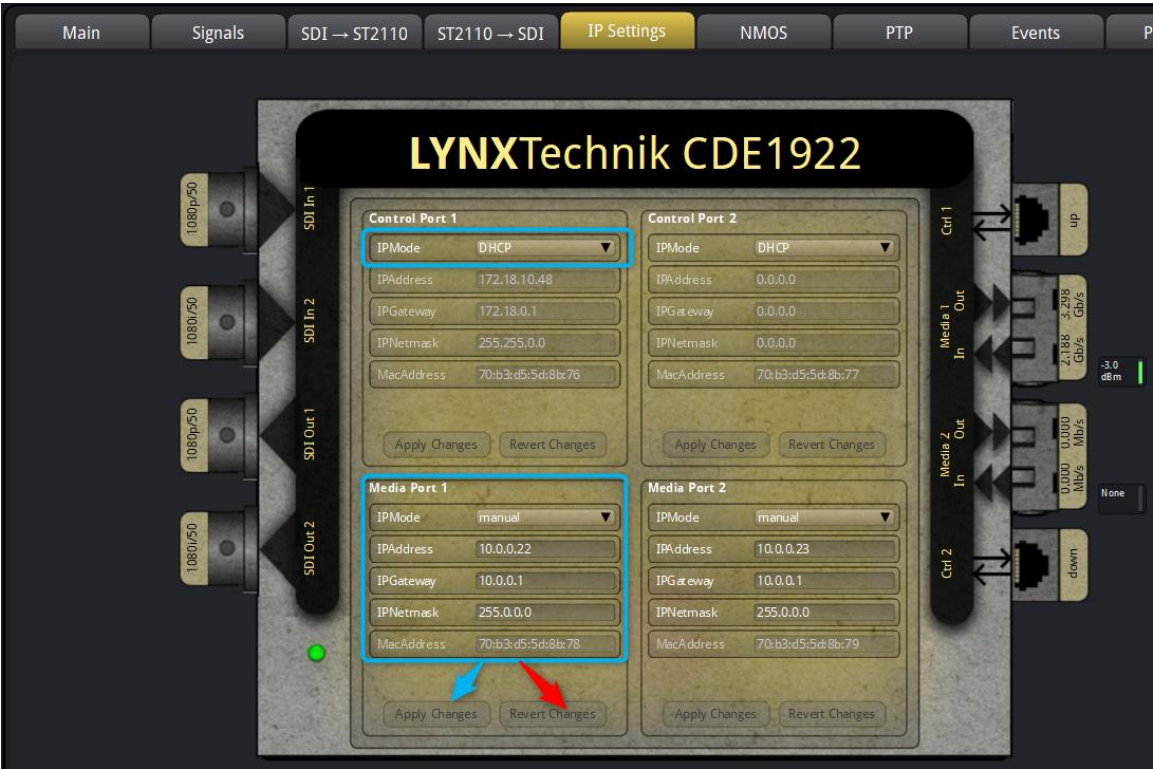 Main Signals SDI → ST2110 ST2110 → SDI IP Settings NMOS PTP Events P
LYNXTechnik CDE1922
1080p/50
SDI In 1
1080i/50
SDI In 2
1080p/50
SDI Out 1
1080i/50
SDI Out 2
Control Port 1
IPMode DHCP
IPAddress 172.18.10.48
IPGateway 172.18.0.1
IPNetmask 255.255.0.0
MacAddress 70:b3:d5:5d:8b:76
Apply Changes Revert Changes
Control Port 2
IPMode DHCP
IPAddress 0.0.0.0
IPGateway 0.0.0.0
IPNetmask 0.0.0.0
MacAddress 70:b3:d5:5d:8b:77
Apply Changes Revert Changes
Media Port 1
IPMode manual
IPAddress 10.0.0.22
IPGateway 10.0.0.1
IPNetmask 255.0.0.0
MacAddress 70:b3:d5:5d:8b:78
Apply Changes Revert Changes
Media Port 2
IPMode manual
IPAddress 10.0.0.23
IPGateway 10.0.0.1
IPNetmask 255.0.0.0
MacAddress 70:b3:d5:5d:8b:79
Apply Changes Revert Changes
Ctrl 1
up
Media 1
Out
In
3.298
Gb/s
2.188
Gb/s
-3.0
dBm
Media 2
Out
In
0.000
Mb/s
0.000
Mb/s
None
Ctrl 2
down